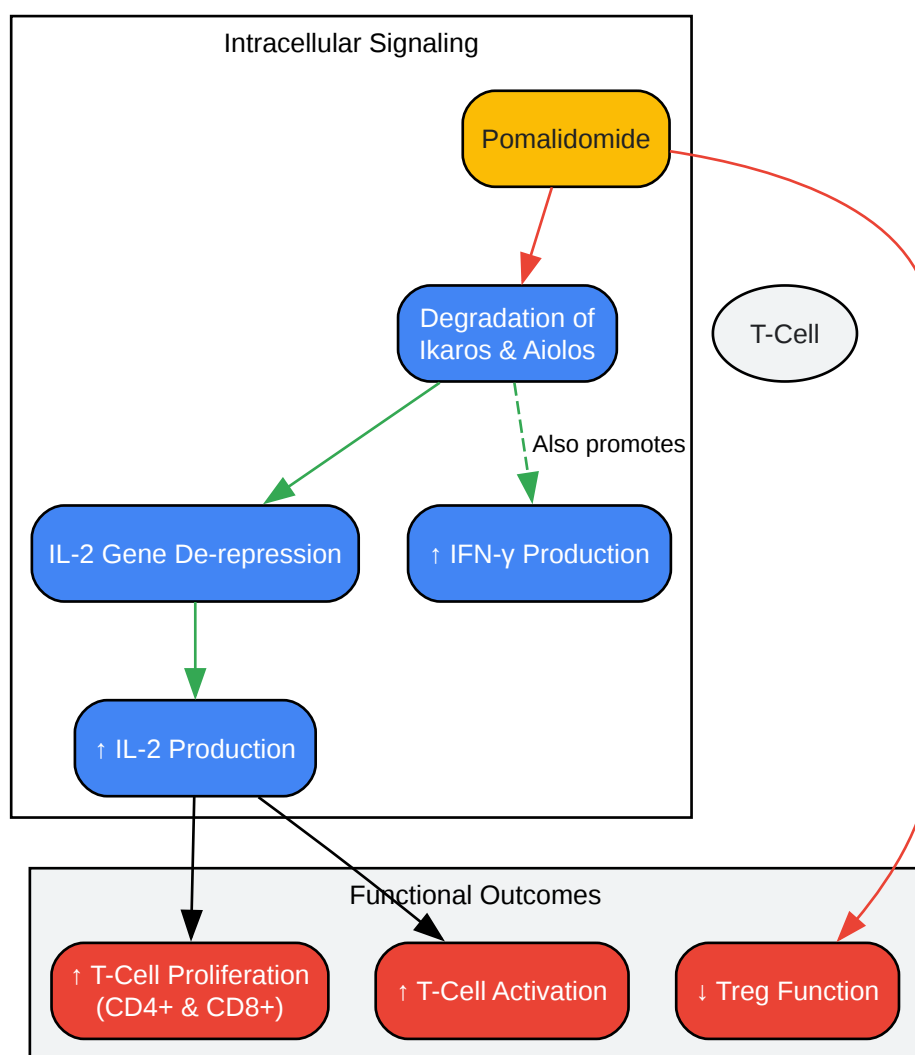 Intracellular Signaling
Pomalidomide
Degradation of
Ikaros & Aiolos
T-Cell
Also promotes
IL-2 Gene De-repression
↑ IFN-γ Production
↑ IL-2 Production
Functional Outcomes
↑ T-Cell Proliferation
(CD4+ & CD8+)
↑ T-Cell Activation
↓ Treg Function